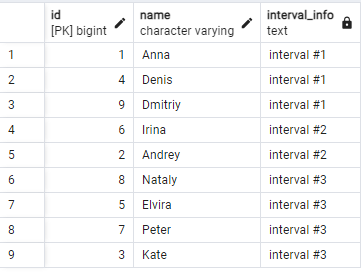 id name interval_info
[PK] bigint character varying text
1 1 Anna interval #1
2 4 Denis interval #1
3 9 Dmitriy interval #1
4 6 Irina interval #2
5 2 Andrey interval #2
6 8 Nataly interval #3
7 5 Elvira interval #3
8 7 Peter interval #3
9 3 Kate interval #3